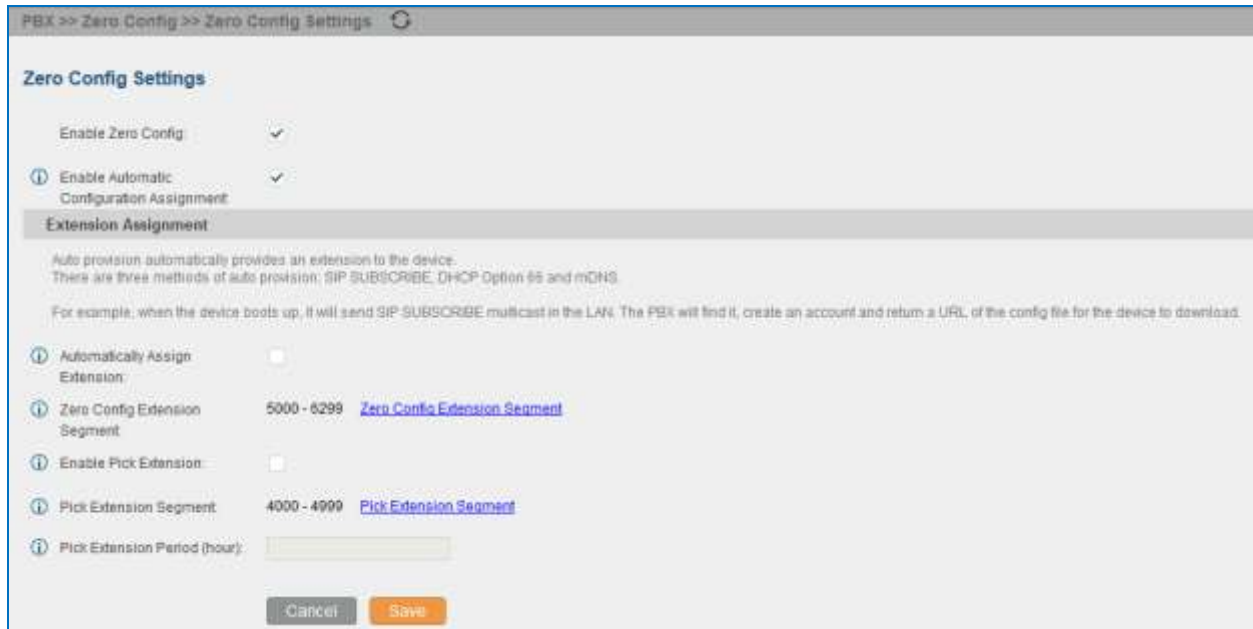 PBX >> Zero Config >> Zero Config Settings
Zero Config Settings
Enable Zero Config:
Enable Automatic
Configuration Assignment:
Extension Assignment
Auto provision automatically provides an extension to the device.
There are three methods of auto provision: SIP SUBSCRIBE, DHCP Option 66 and mDNS.
For example, when the device boots up, it will send SIP SUBSCRIBE multicast in the LAN. The PBX will find it, create an account and return a URL of the config file for the device to download.
Automatically Assign
Extension:
Zero Config Extension
Segment:
5000 - 6299 Zero Config Extension Segment
Enable Pick Extension:
Pick Extension Segment: 4000 - 4999 Pick Extension Segment
Pick Extension Period (hour):
Cancel Save